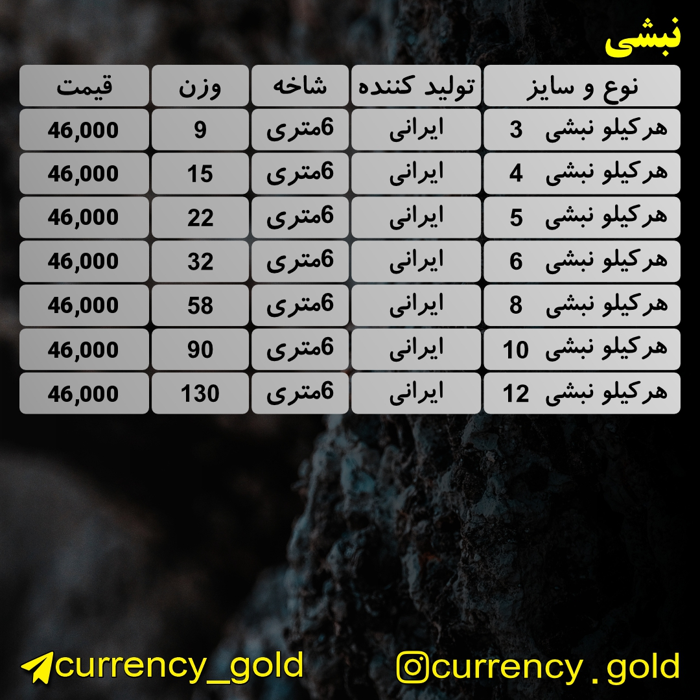 نبشی
نوع و سایز تولید کننده شاخه وزن قیمت
هرکیلو نبشی 3 ایرانی 6متری 9 46,000
هرکیلو نبشی 4 ایرانی 6متری 15 46,000
هرکیلو نبشی 5 ایرانی 6متری 22 46,000
هرکیلو نبشی 6 ایرانی 6متری 32 46,000
هرکیلو نبشی 8 ایرانی 6متری 58 46,000
هرکیلو نبشی 10 ایرانی 6متری 90 46,000
هرکیلو نبشی 12 ایرانی 6متری 130 46,000
currency_gold currency.gold